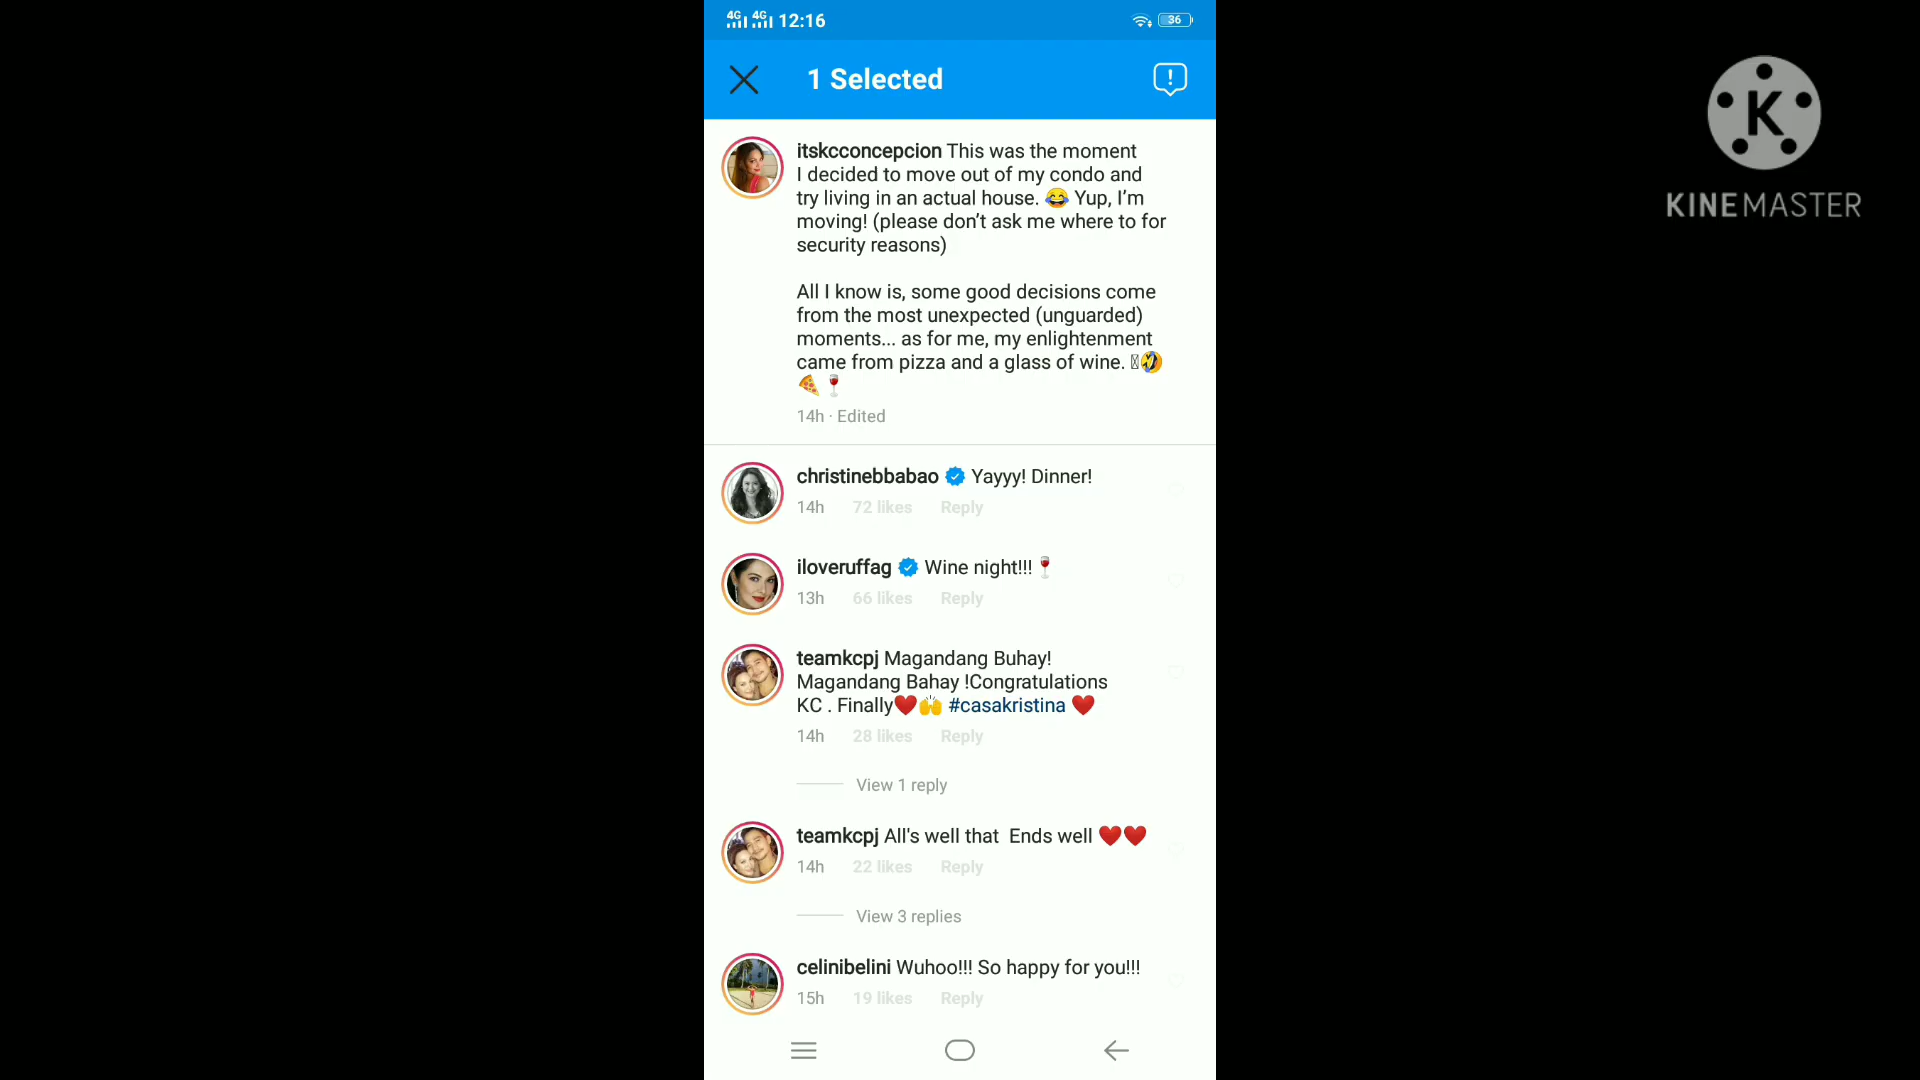 4G 4G 12:16
36
1 Selected
K
KINEMASTER
itskcconcepcion This was the moment
I decided to move out of my condo and
try living in an actual house. 😂 Yup, I’m
moving! (please don’t ask me where to for
security reasons)
All I know is, some good decisions come
from the most unexpected (unguarded)
moments... as for me, my enlightenment
came from pizza and a glass of wine. 🤣
🍕🍷
14h · Edited
christinebbabao Yayyy! Dinner!
14h 72 likes Reply
iloveruffag Wine night!!!🍷
13h 66 likes Reply
teamkcpj Magandang Buhay!
Magandang Bahay !Congratulations
KC . Finally❤️🙌 #casakristina ❤️
14h 28 likes Reply
View 1 reply
teamkcpj All's well that  Ends well ❤️❤️
14h 22 likes Reply
View 3 replies
celinibelini Wuhoo!!! So happy for you!!!
15h 19 likes Reply